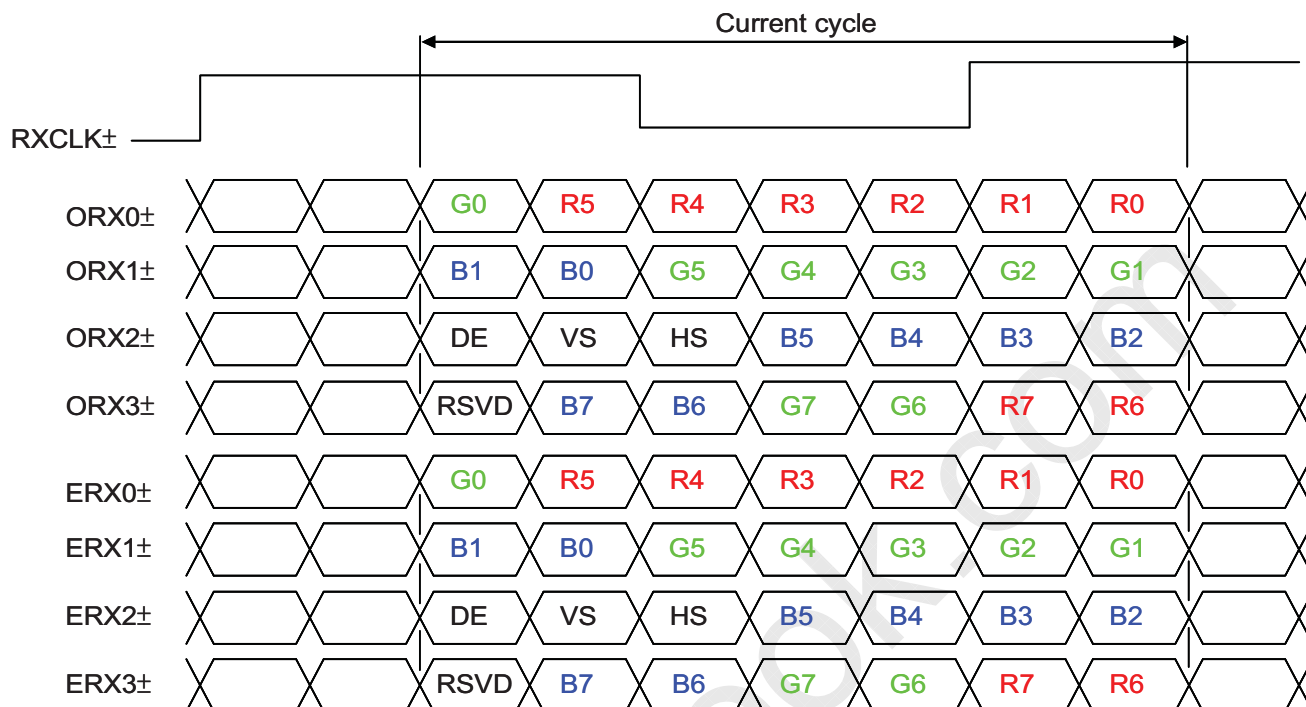 Current cycle
RXCLK±
ORX0± G0 R5 R4 R3 R2 R1 R0
ORX1± B1 B0 G5 G4 G3 G2 G1
ORX2± DE VS HS B5 B4 B3 B2
ORX3± RSVD B7 B6 G7 G6 R7 R6
ERX0± G0 R5 R4 R3 R2 R1 R0
ERX1± B1 B0 G5 G4 G3 G2 G1
ERX2± DE VS HS B5 B4 B3 B2
ERX3± RSVD B7 B6 G7 G6 R7 R6